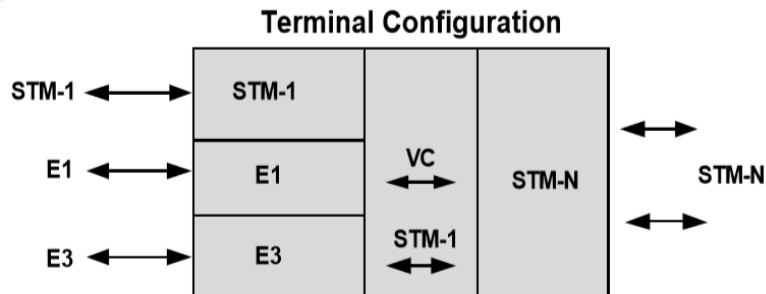 Terminal Configuration
STM-1
STM-1
E1
E1
VC
STM-N
STM-N
STM-1
E3
E3